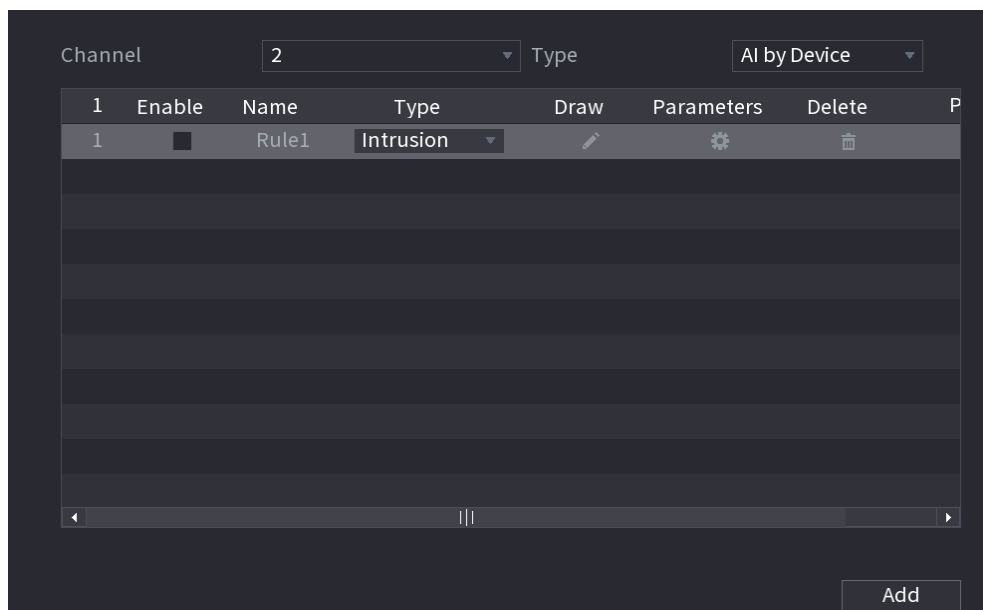 Channel 2 Type AI by Device
1 Enable Name Type Draw Parameters Delete P
1 Rule1 Intrusion
Add